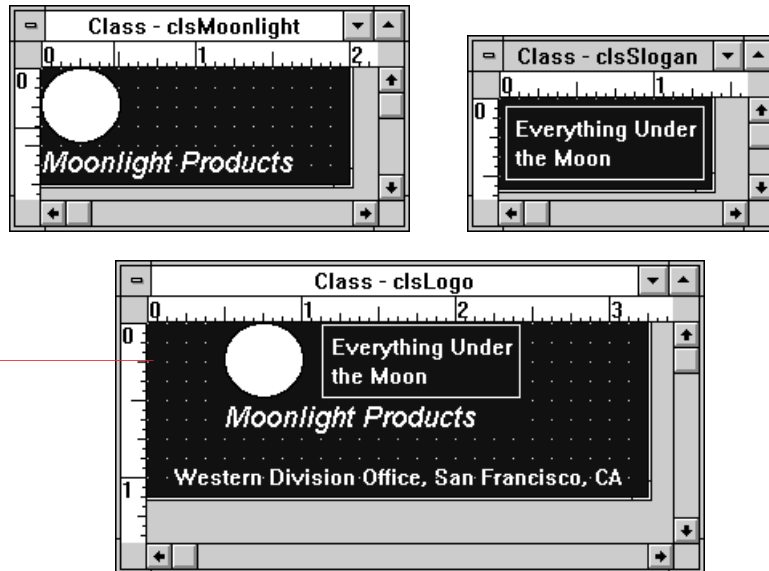 Class - clsMoonlight
0 1 2
0
Moonlight Products
Class - clsSlogan
0 1
0
Everything Under
the Moon
Class - clsLogo
0 1 2 3
0
Everything Under
the Moon
Moonlight Products
1
Western Division Office, San Francisco, CA